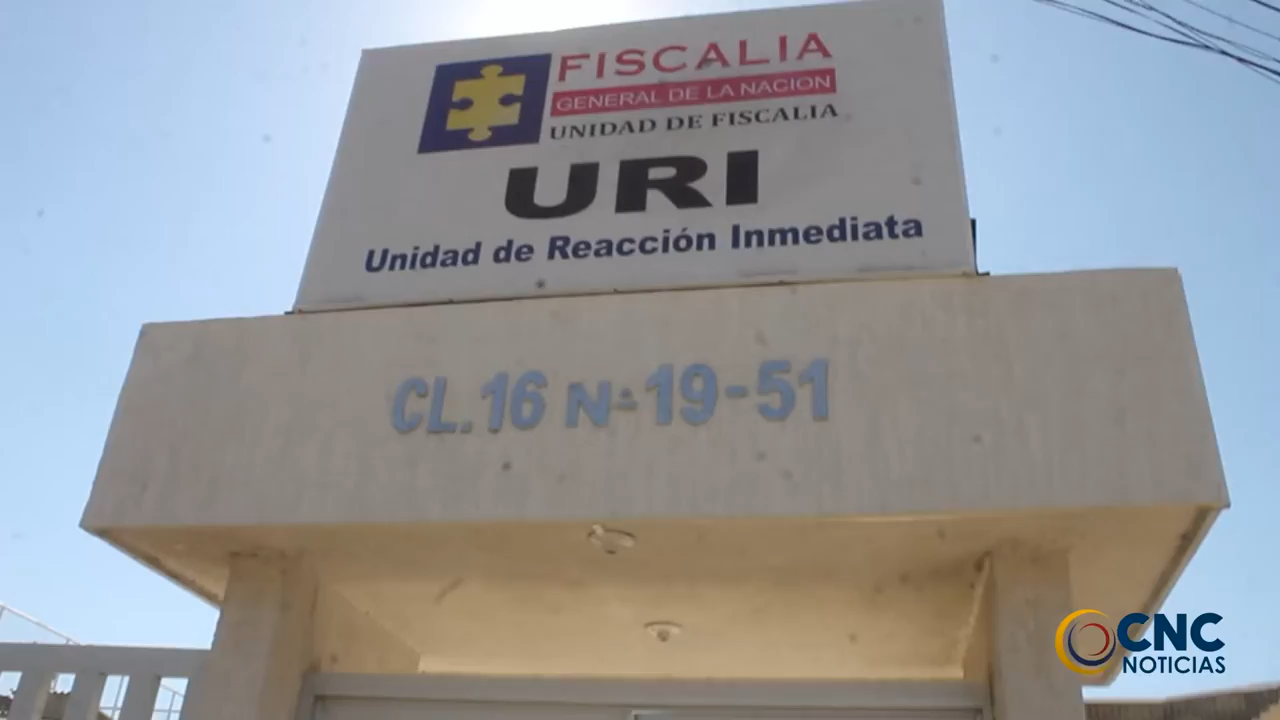 FISCALIA
GENERAL DE LA NACION
UNIDAD DE FISCALIA
URI
Unidad de Reacción Inmediata
CL. 16 Nº 19-51
CNC
NOTICIAS